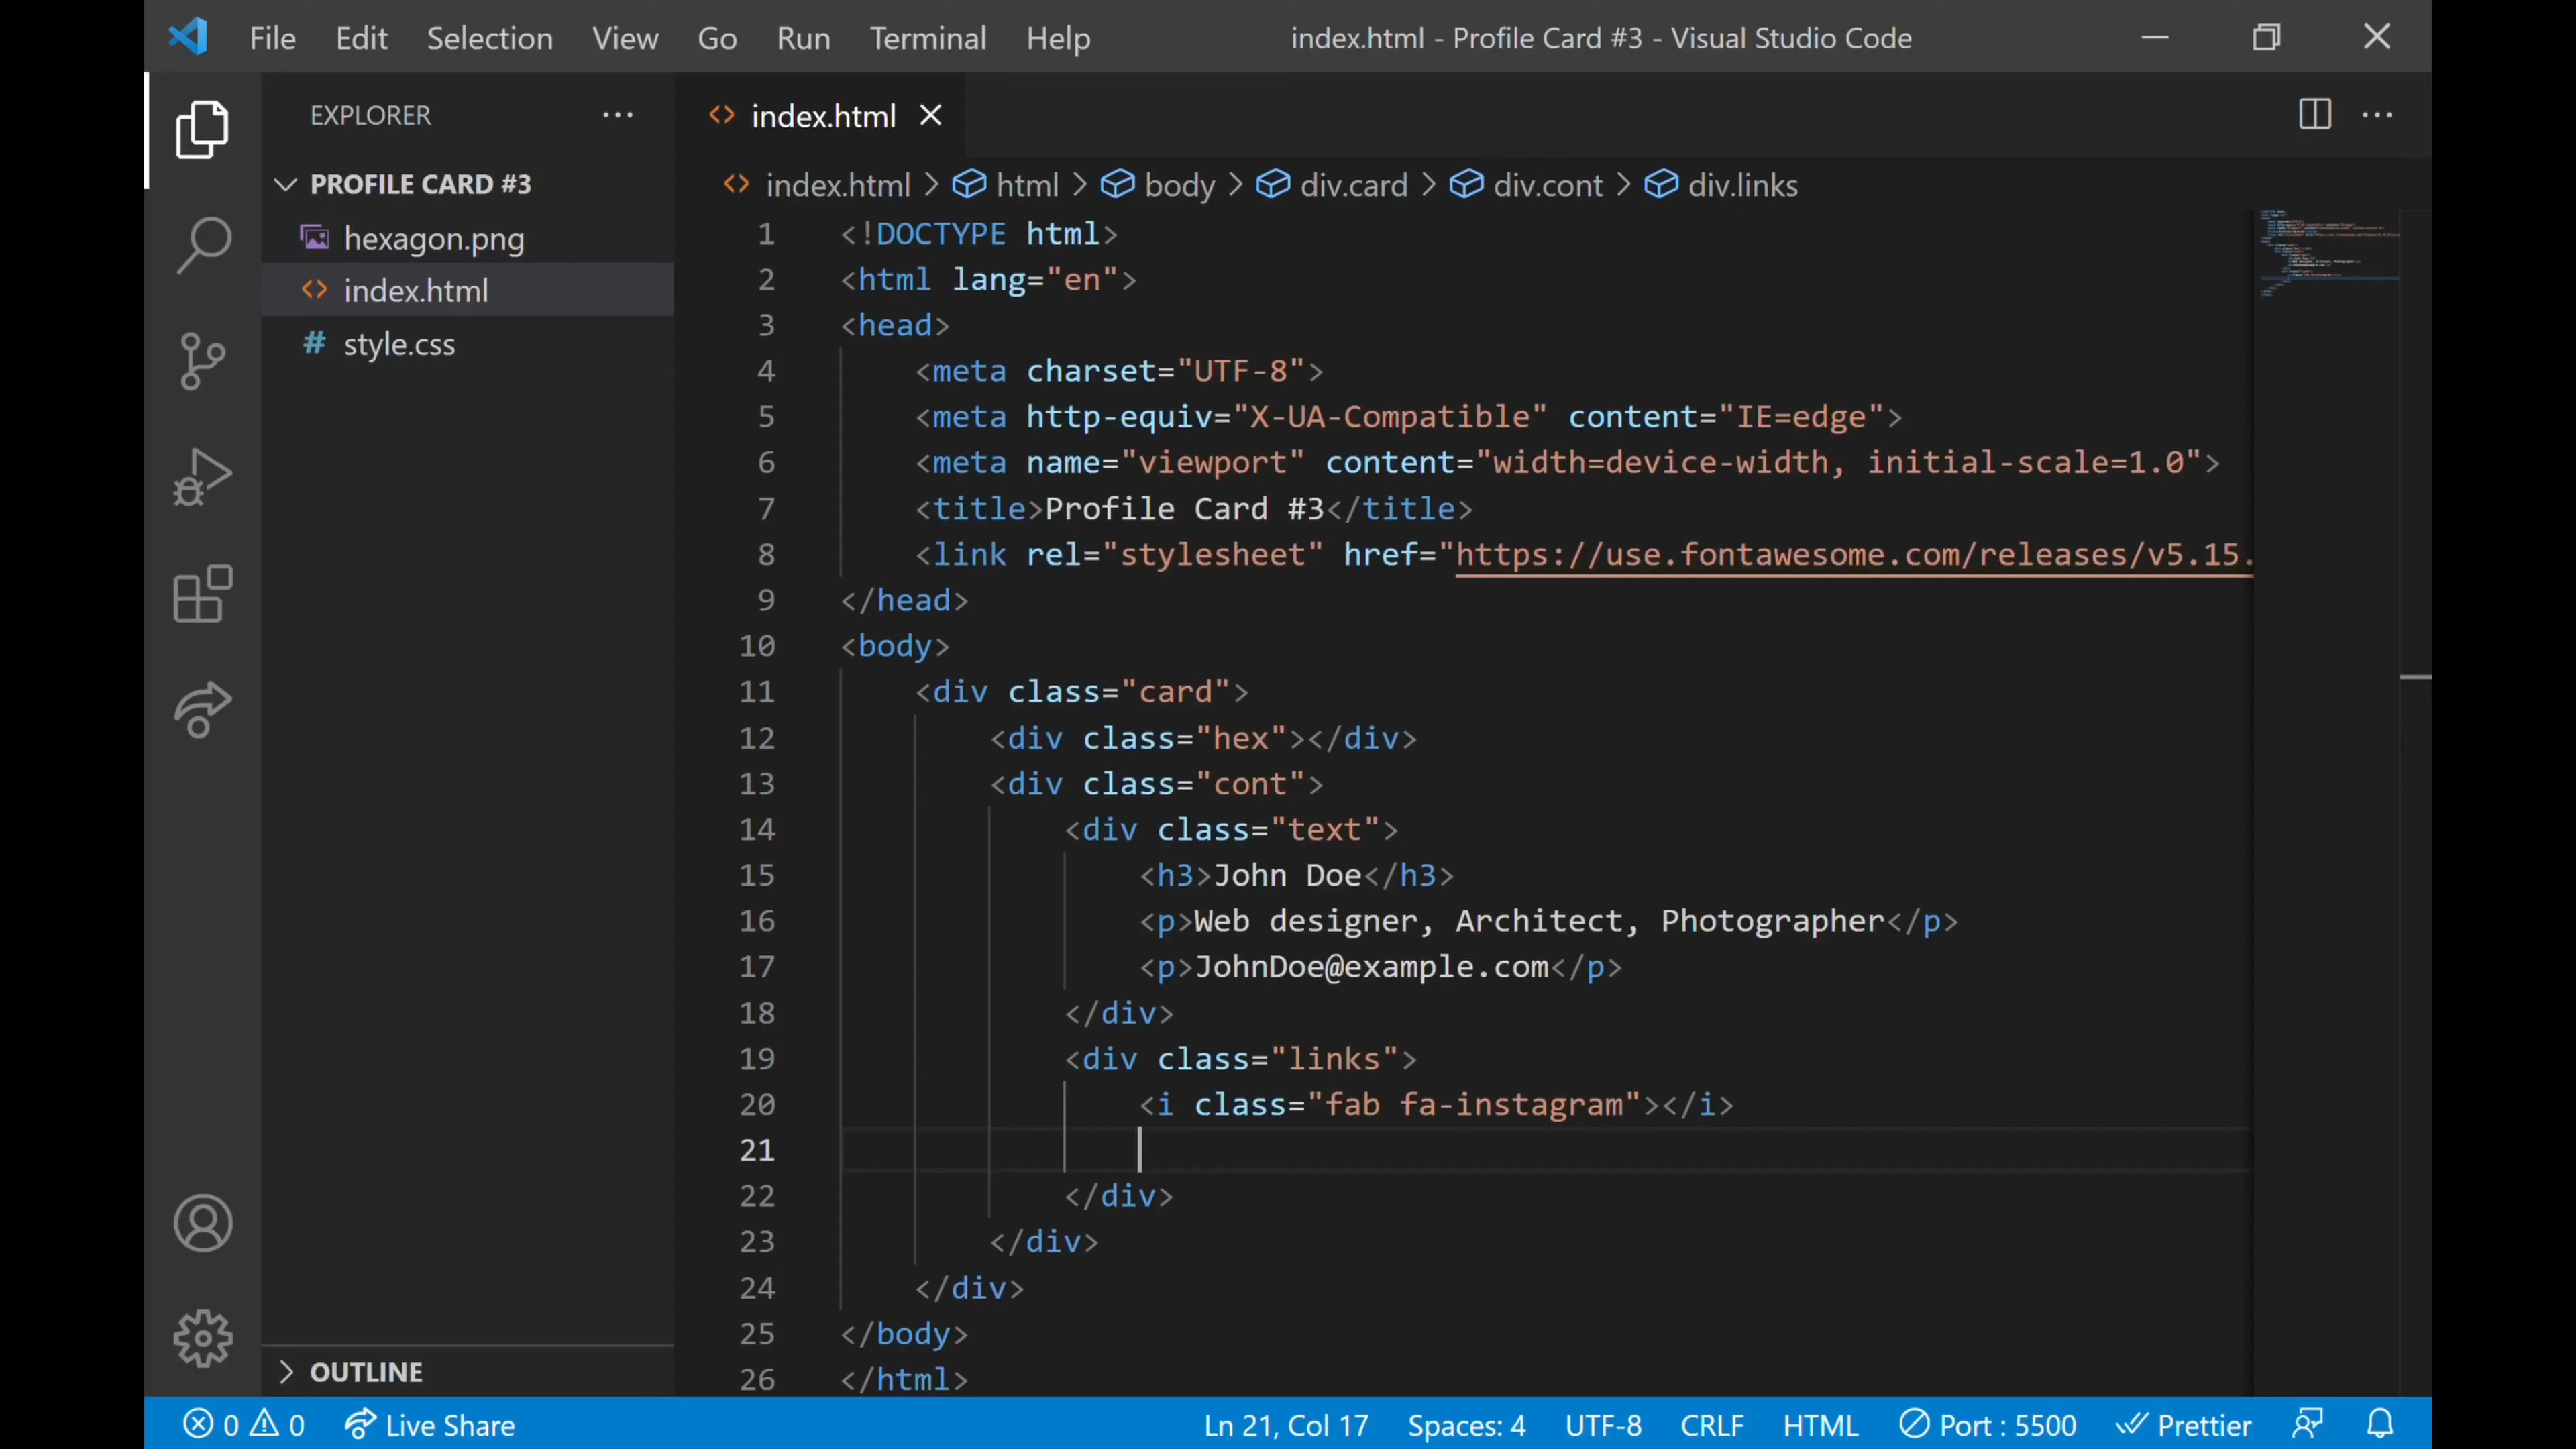 File Edit Selection View Go Run Terminal Help index.html - Profile Card #3 - Visual Studio Code
EXPLORER
PROFILE CARD #3
hexagon.png
index.html
# style.css
OUTLINE
index.html
index.html > html > body > div.card > div.cont > div.links
1 <!DOCTYPE html>
2 <html lang="en">
3 <head>
4 <meta charset="UTF-8">
5 <meta http-equiv="X-UA-Compatible" content="IE=edge">
6 <meta name="viewport" content="width=device-width, initial-scale=1.0">
7 <title>Profile Card #3</title>
8 <link rel="stylesheet" href="https://use.fontawesome.com/releases/v5.15.
9 </head>
10 <body>
11 <div class="card">
12 <div class="hex"></div>
13 <div class="cont">
14 <div class="text">
15 <h3>John Doe</h3>
16 <p>Web designer, Architect, Photographer</p>
17 <p>JohnDoe@example.com</p>
18 </div>
19 <div class="links">
20 <i class="fab fa-instagram"></i>
21
22 </div>
23 </div>
24 </div>
25 </body>
26 </html>
0 0 Live Share Ln 21, Col 17 Spaces: 4 UTF-8 CRLF HTML Port : 5500 Prettier